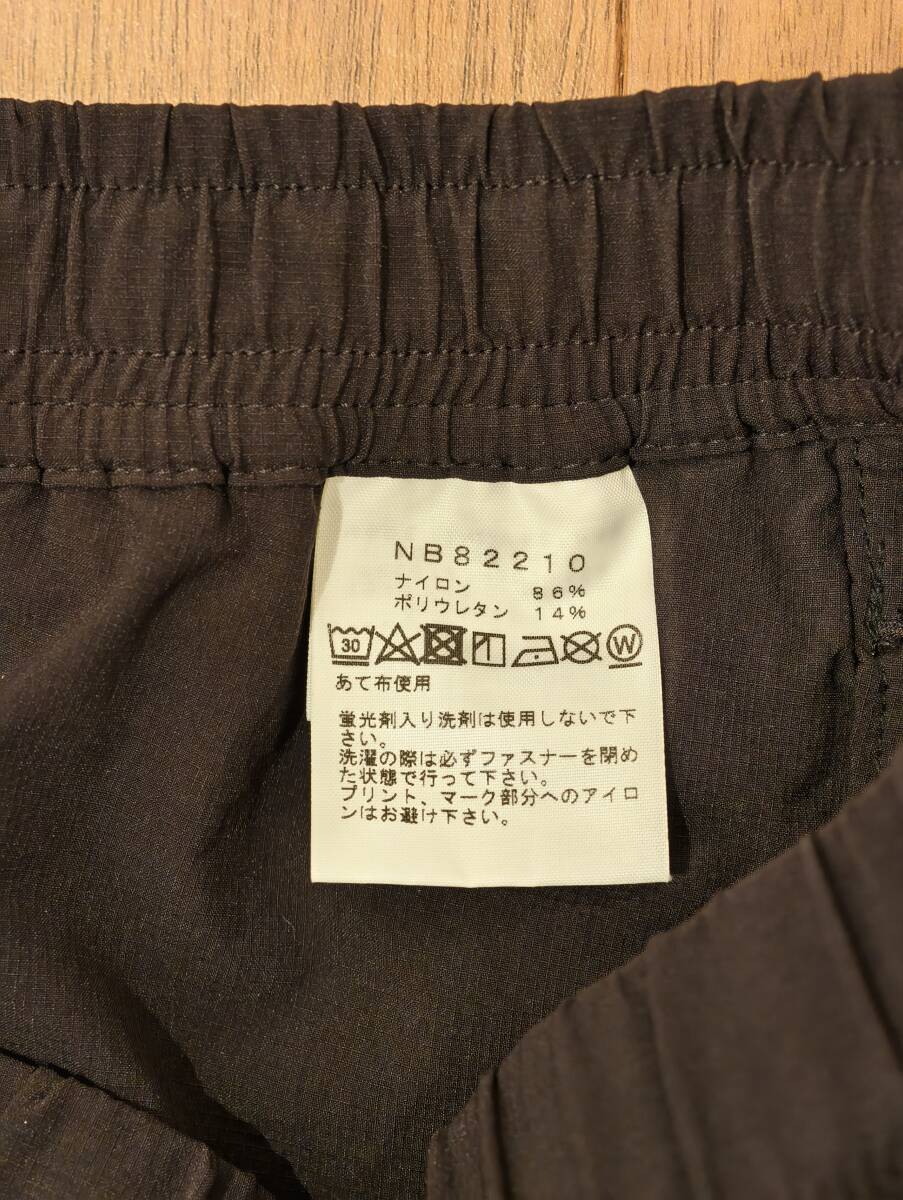 NB82210
ナイロン 86%
ポリウレタン 14%
30 W
あて布使用
蛍光剤入り洗剤は使用しないで下
さい。
洗濯の際は必ずファスナーを閉め
た状態で行って下さい。
プリント、マーク部分へのアイロ
ンはお避け下さい。